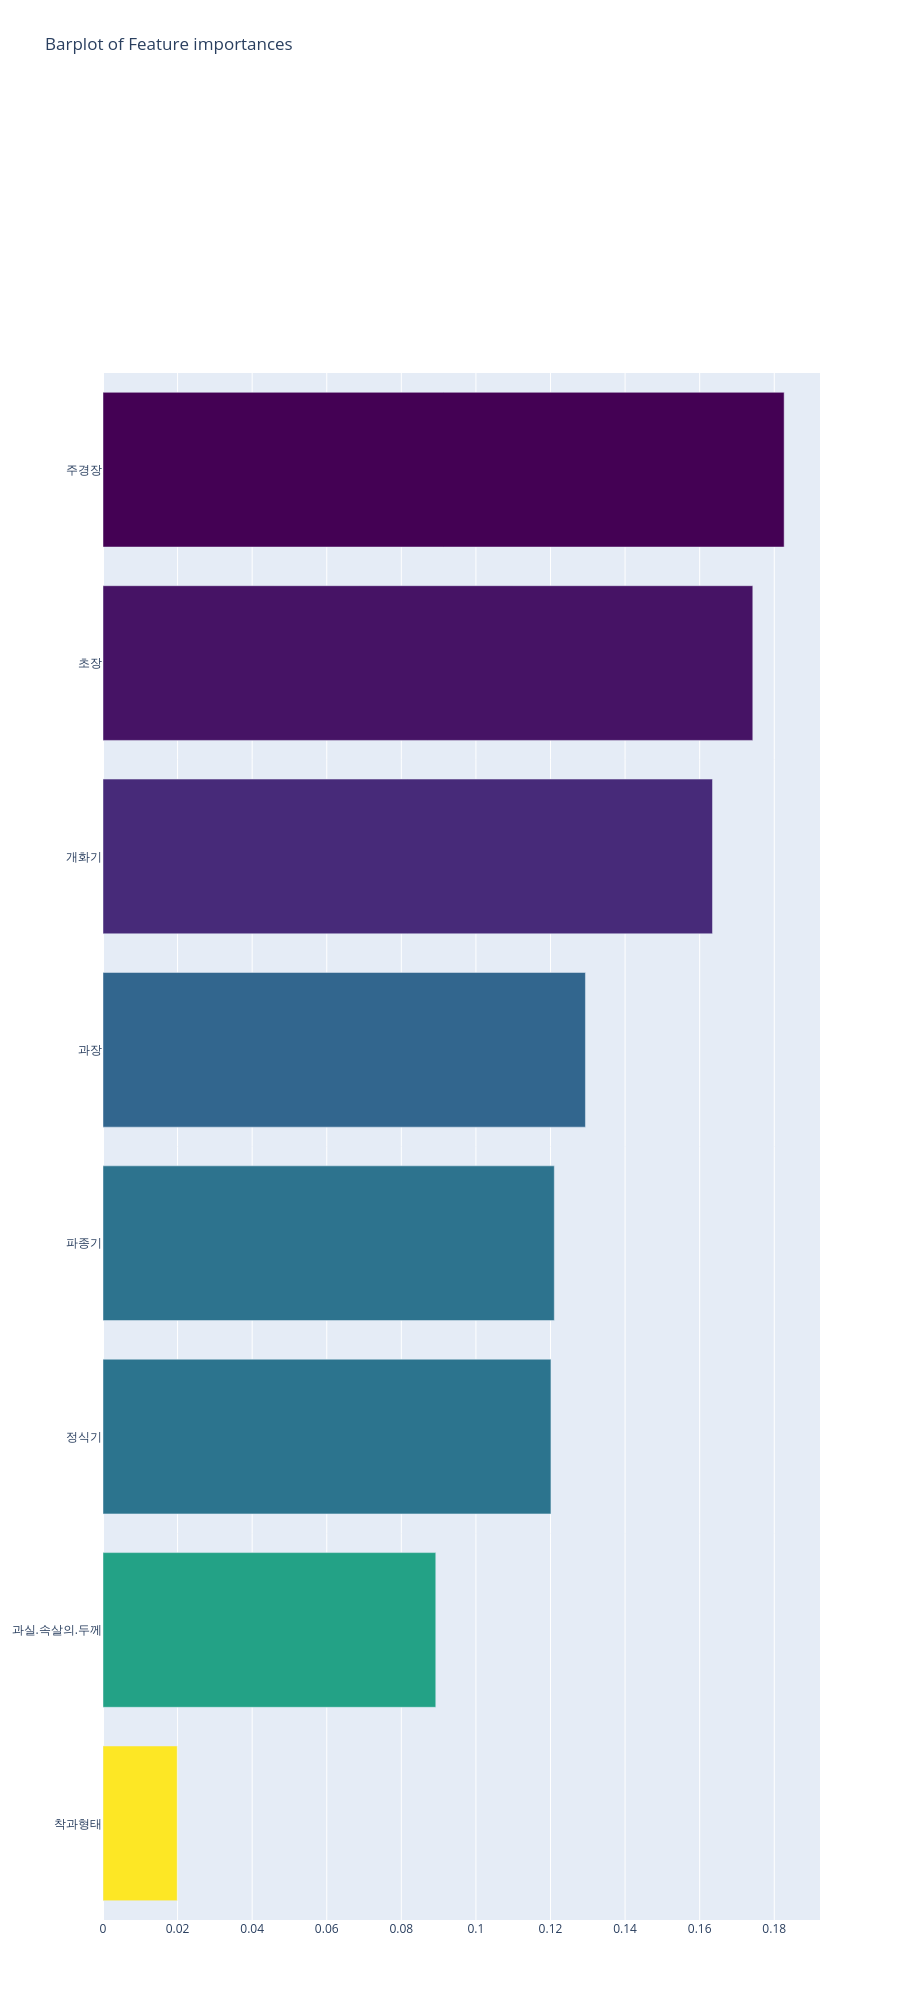 Barplot of Feature importances
주경장
초장
개화기
과장
파종기
정식기
과실.속살의.두께
착과형태
0 0.02 0.04 0.06 0.08 0.1 0.12 0.14 0.16 0.18